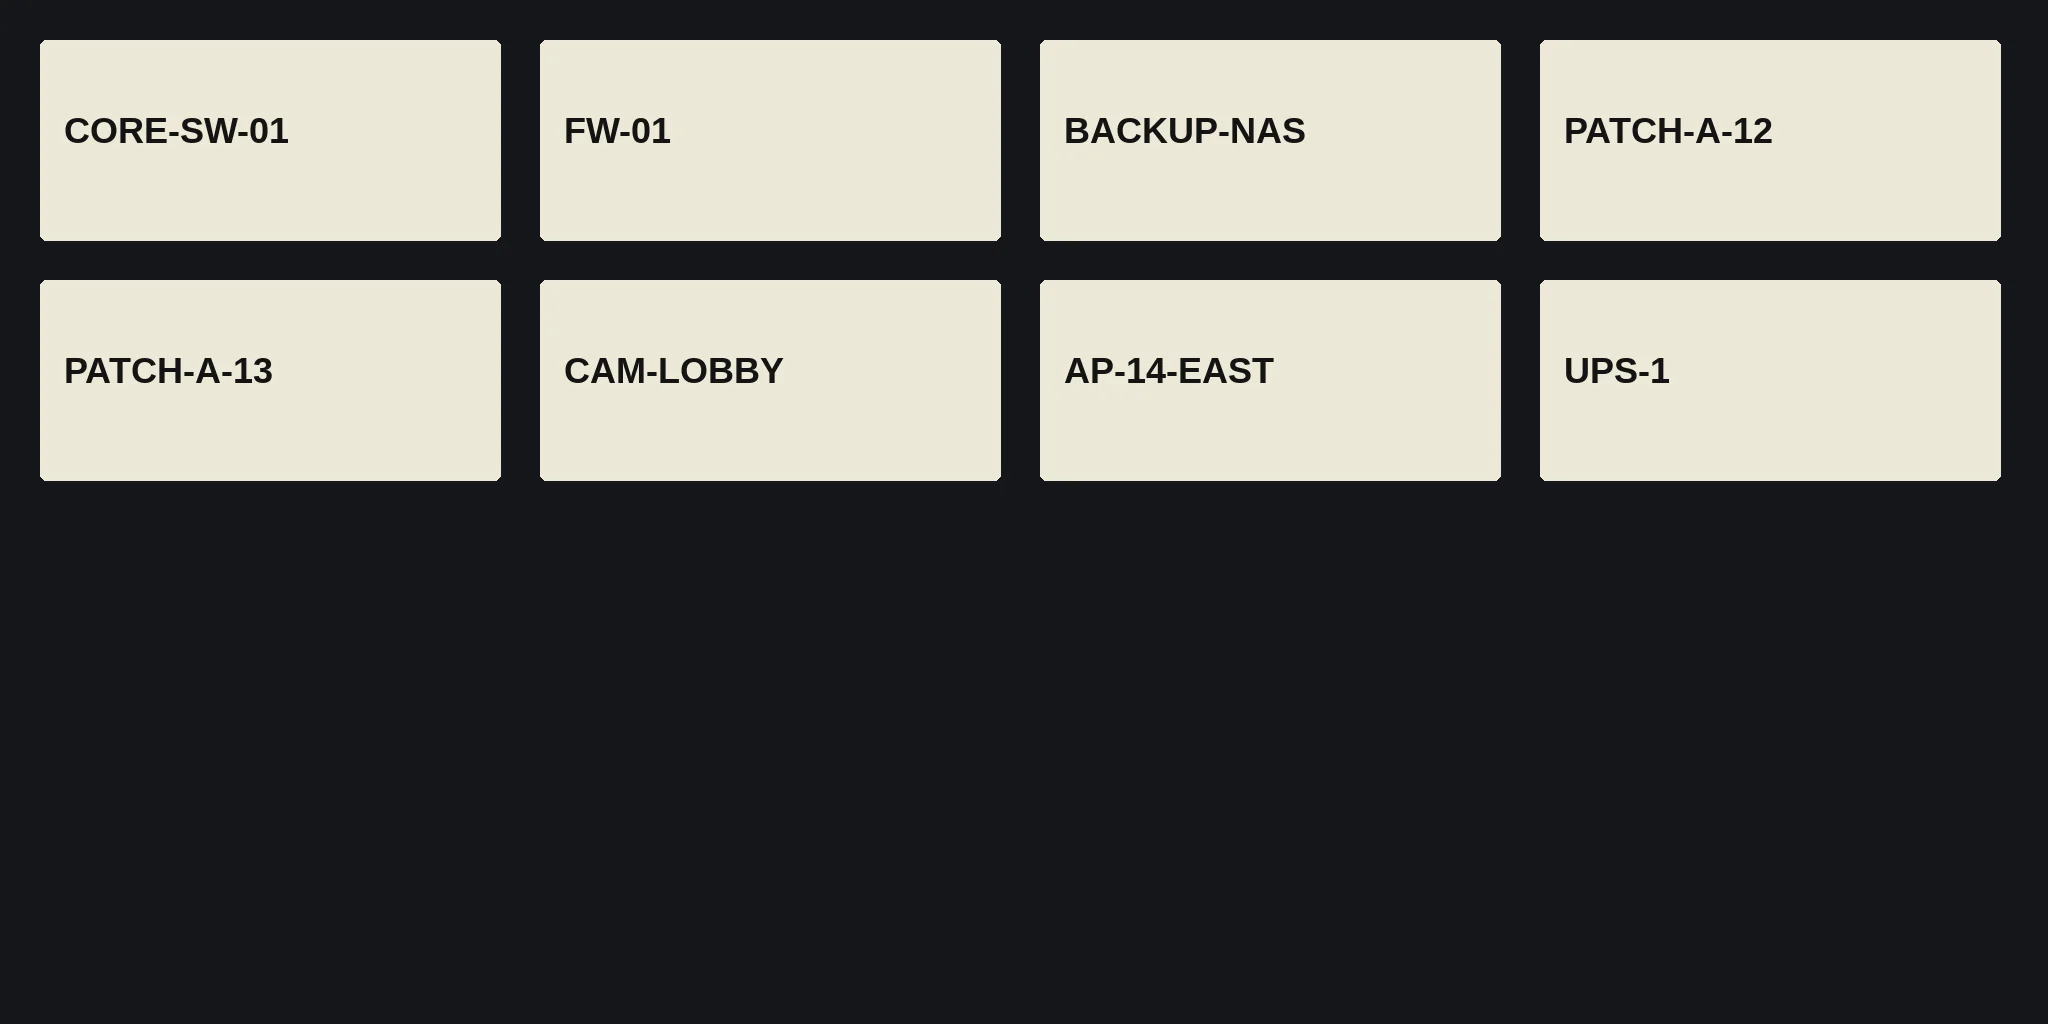 CORE-SW-01
FW-01
BACKUP-NAS
PATCH-A-12
PATCH-A-13
CAM-LOBBY
AP-14-EAST
UPS-1